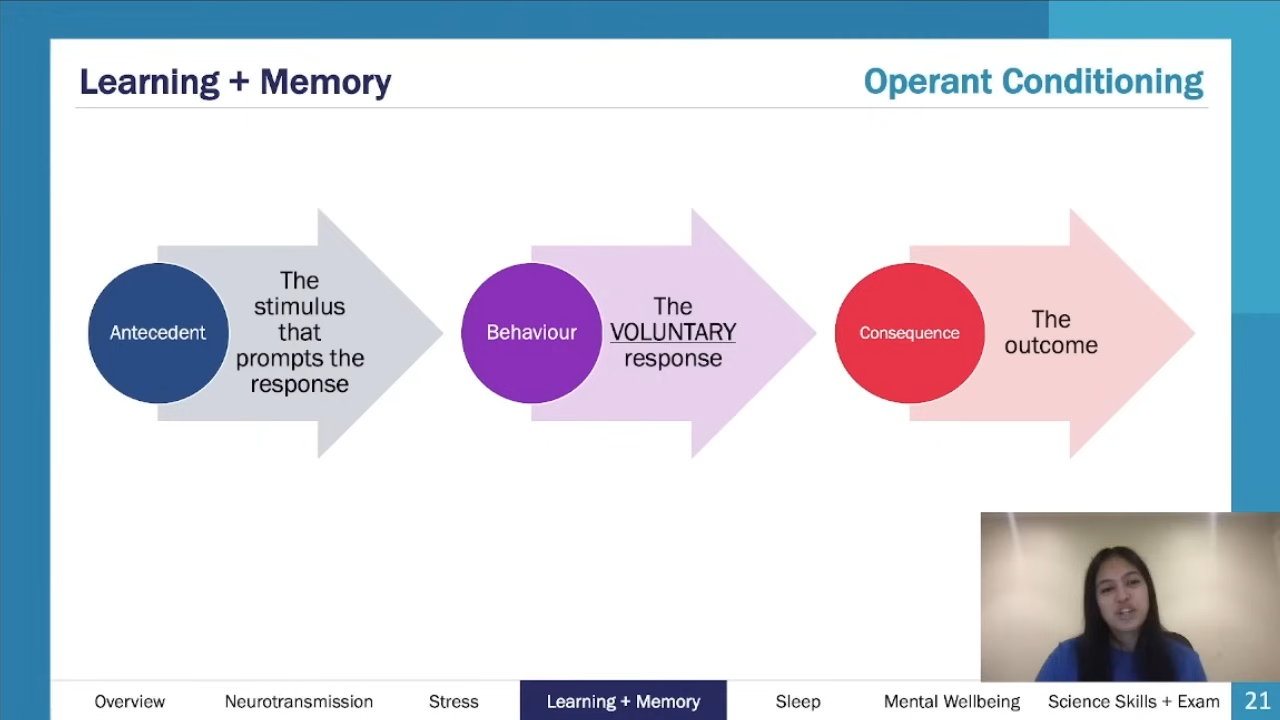 Learning + Memory
Operant Conditioning
Antecedent
The
stimulus
that
prompts the
response
Behaviour
The
VOLUNTARY
response
Consequence
The
outcome
Overview
Neurotransmission
Stress
Learning + Memory
Sleep
Mental Wellbeing
Science Skills + Exam
21